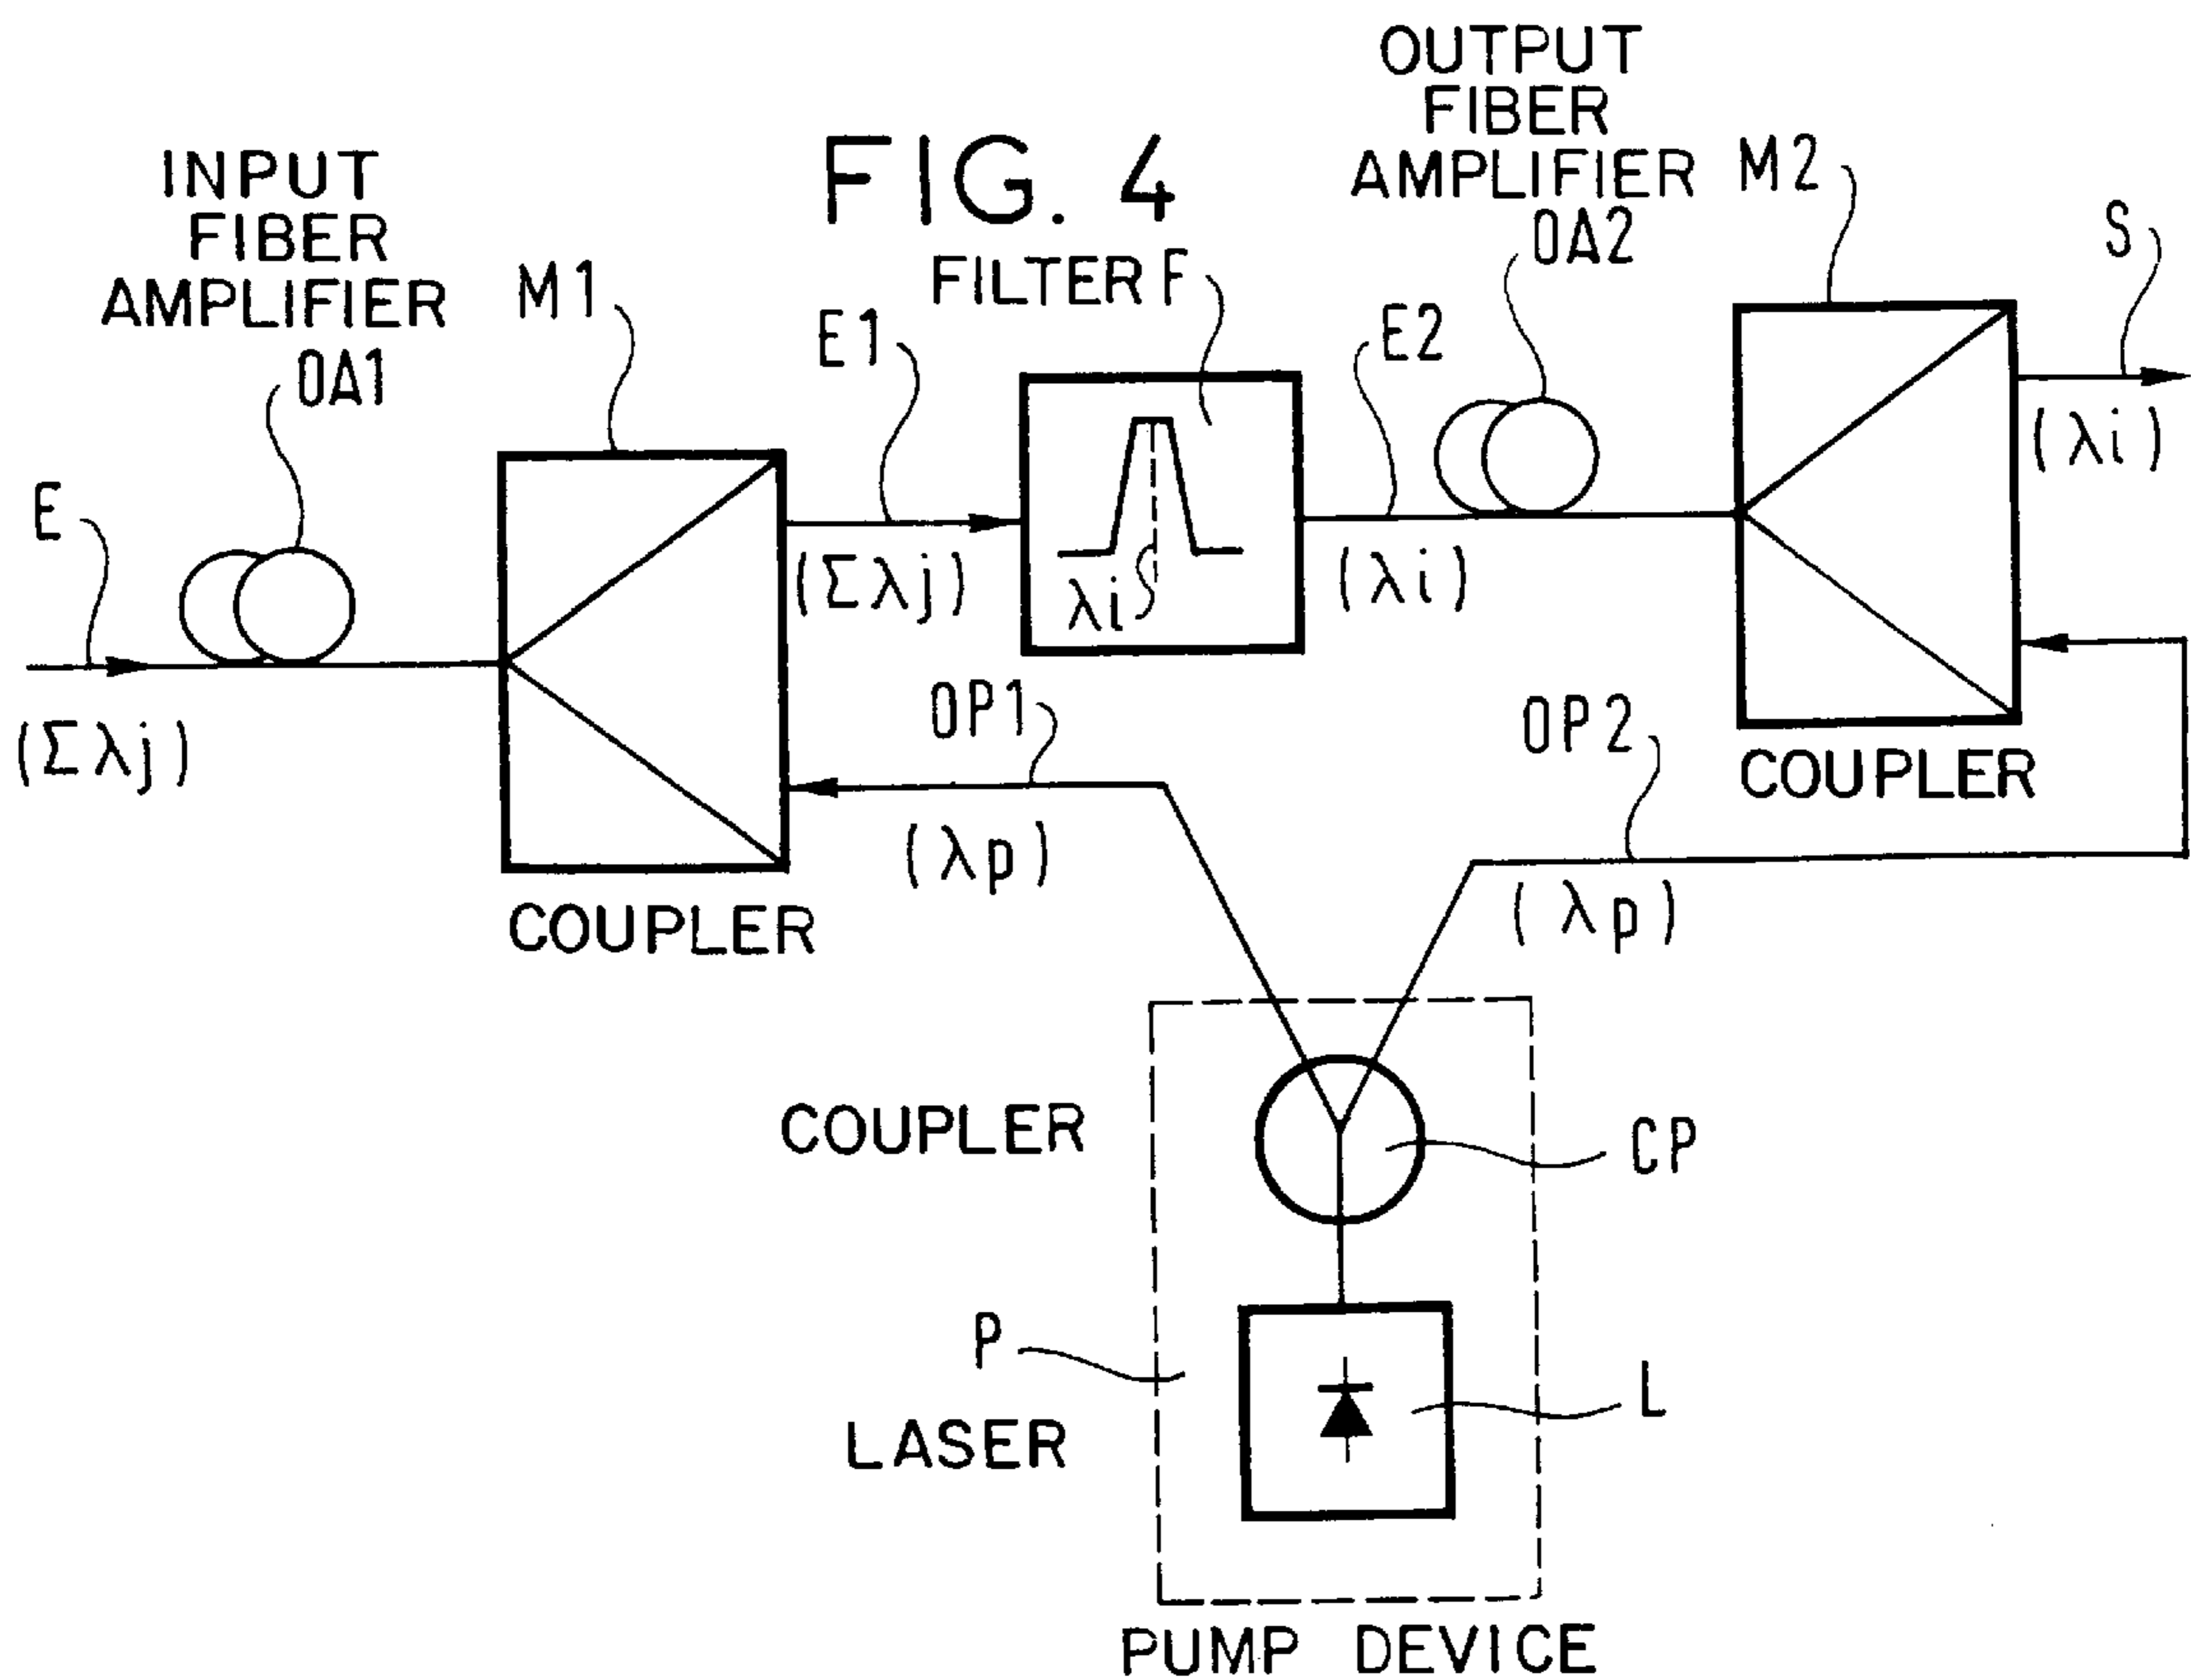 FIG. 4
INPUT
FIBER
AMPLIFIER
OA1
M1
E
(Σλj)
COUPLER
E1
(Σλj)
FILTER F
λi
E2
(λi)
OUTPUT
FIBER
AMPLIFIER
OA2
M2
S
(λi)
COUPLER
OP1
(λp)
OP2
(λp)
COUPLER
CP
P
LASER
L
PUMP DEVICE